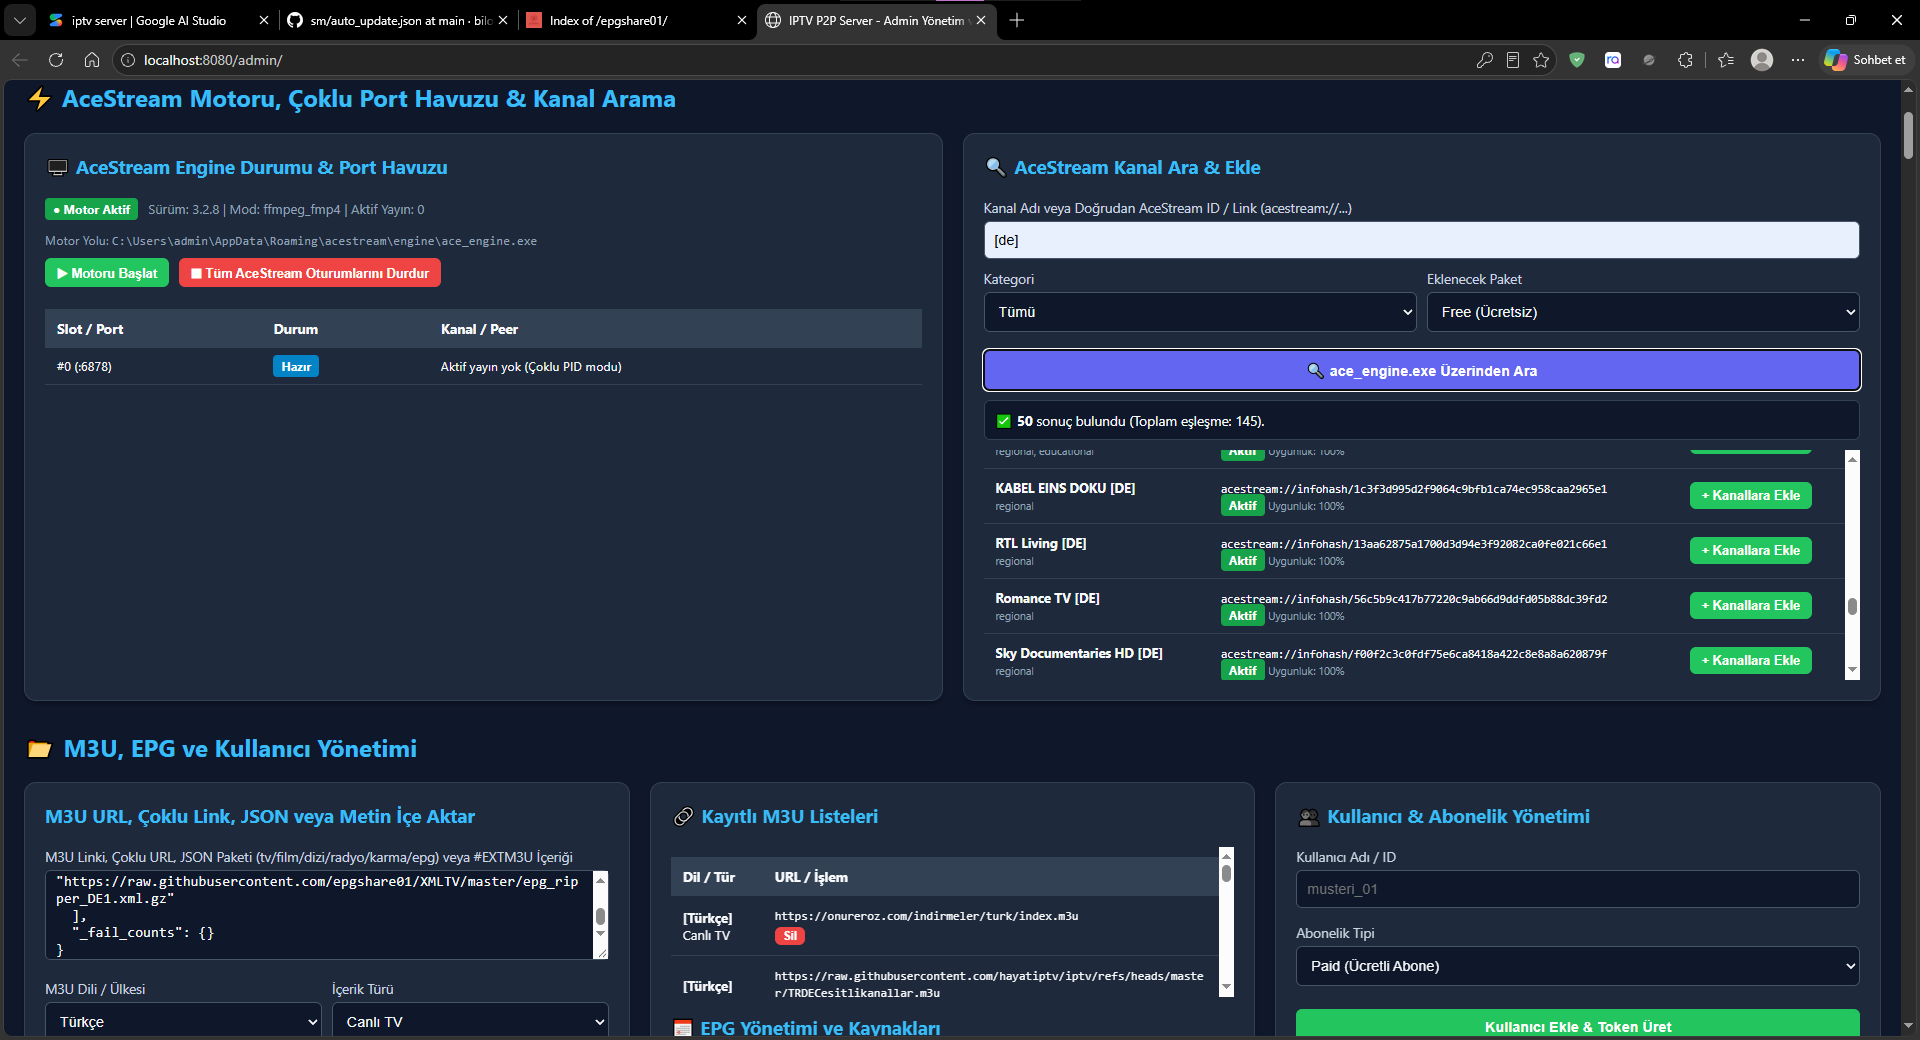 iptv server | Google AI Studio
sm/auto_update.json at main · bilo
Index of /epgshare01/
IPTV P2P Server - Admin Yönetim
localhost:8080/admin/
Sohbet et
AceStream Motoru, Çoklu Port Havuzu & Kanal Arama
AceStream Engine Durumu & Port Havuzu
● Motor Aktif
Sürüm: 3.2.8 | Mod: ffmpeg_fmp4 | Aktif Yayın: 0
Motor Yolu: C:\Users\admin\AppData\Roaming\acestream\engine\ace_engine.exe
▶ Motoru Başlat
Tüm AceStream Oturumlarını Durdur
Slot / Port
Durum
Kanal / Peer
#0 (:6878)
Hazır
Aktif yayın yok (Çoklu PID modu)
AceStream Kanal Ara & Ekle
Kanal Adı veya Doğrudan AceStream ID / Link (acestream://...)
[de]
Kategori
Eklenecek Paket
Tümü
Free (Ücretsiz)
ace_engine.exe Üzerinden Ara
50 sonuç bulundu (Toplam eşleşme: 145).
regional, educational
Aktif Uygunluk: 100%
KABEL EINS DOKU [DE]
regional
acestream://infohash/1c3f3d995d2f9064c9bfb1ca74ec958caa2965e1
Aktif Uygunluk: 100%
+ Kanallara Ekle
RTL Living [DE]
regional
acestream://infohash/13aa62875a1700d3d94e3f92082ca0fe021c66e1
Aktif Uygunluk: 100%
+ Kanallara Ekle
Romance TV [DE]
regional
acestream://infohash/56c5b9c417b77220c9ab66d9ddfd05b88dc39fd2
Aktif Uygunluk: 100%
+ Kanallara Ekle
Sky Documentaries HD [DE]
regional
acestream://infohash/f00f2c3c0fdf75e6ca8418a422c8e8a8a620879f
Aktif Uygunluk: 100%
+ Kanallara Ekle
M3U, EPG ve Kullanıcı Yönetimi
M3U URL, Çoklu Link, JSON veya Metin İçe Aktar
M3U Linki, Çoklu URL, JSON Paketi (tv/film/dizi/radyo/karma/epg) veya #EXTM3U İçeriği
"https://raw.githubusercontent.com/epgshare01/XMLTV/master/epg_rip
per_DE1.xml.gz"
],
"_fail_counts": {}
}
M3U Dili / Ülkesi
İçerik Türü
Türkçe
Canlı TV
Kayıtlı M3U Listeleri
Dil / Tür
URL / İşlem
[Türkçe]
Canlı TV
https://onureroz.com/indirmeler/turk/index.m3u
Sil
[Türkçe]
https://raw.githubusercontent.com/hayatiptv/iptv/refs/heads/maste
r/TRDECesitlikanallar.m3u
EPG Yönetimi ve Kaynakları
Kullanıcı & Abonelik Yönetimi
Kullanıcı Adı / ID
musteri_01
Abonelik Tipi
Paid (Ücretli Abone)
Kullanıcı Ekle & Token Üret